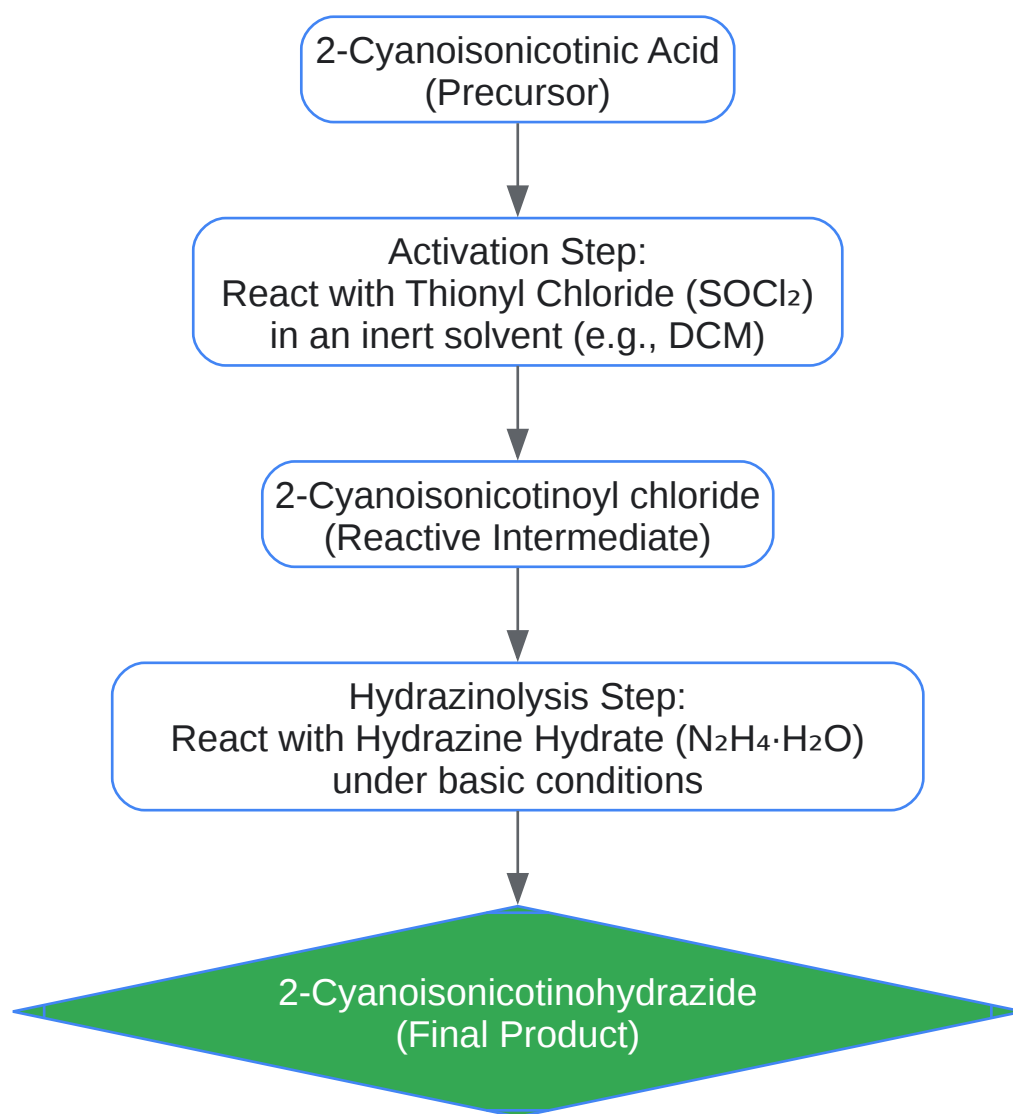 2-Cyanoisonicotinic Acid
(Precursor)
Activation Step:
React with Thionyl Chloride (SOCl₂)
in an inert solvent (e.g., DCM)
2-Cyanoisonicotinoyl chloride
(Reactive Intermediate)
Hydrazinolysis Step:
React with Hydrazine Hydrate (N₂H₄·H₂O)
under basic conditions
2-Cyanoisonicotinohydrazide
(Final Product)